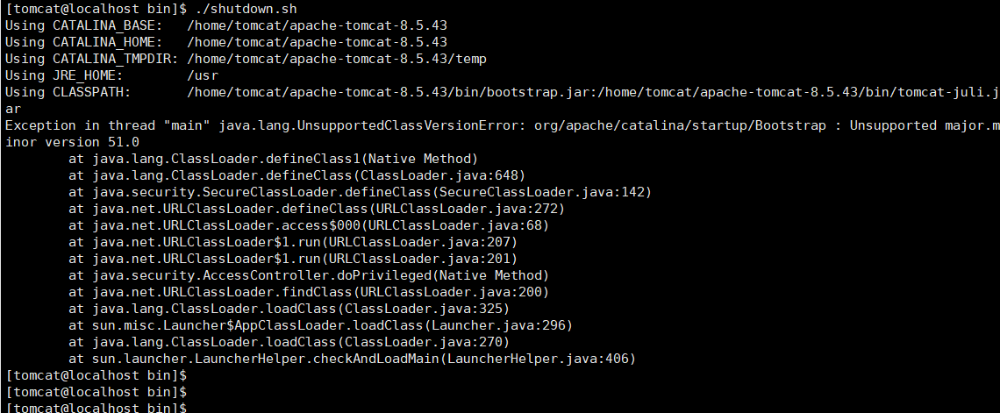 [tomcat@localhost bin]$ ./shutdown.sh
Using CATALINA_BASE:   /home/tomcat/apache-tomcat-8.5.43
Using CATALINA_HOME:   /home/tomcat/apache-tomcat-8.5.43
Using CATALINA_TMPDIR: /home/tomcat/apache-tomcat-8.5.43/temp
Using JRE_HOME:        /usr
Using CLASSPATH:       /home/tomcat/apache-tomcat-8.5.43/bin/bootstrap.jar:/home/tomcat/apache-tomcat-8.5.43/bin/tomcat-juli.j
ar
Exception in thread "main" java.lang.UnsupportedClassVersionError: org/apache/catalina/startup/Bootstrap : Unsupported major.m
inor version 51.0
        at java.lang.ClassLoader.defineClass1(Native Method)
        at java.lang.ClassLoader.defineClass(ClassLoader.java:648)
        at java.security.SecureClassLoader.defineClass(SecureClassLoader.java:142)
        at java.net.URLClassLoader.defineClass(URLClassLoader.java:272)
        at java.net.URLClassLoader.access$000(URLClassLoader.java:68)
        at java.net.URLClassLoader$1.run(URLClassLoader.java:207)
        at java.net.URLClassLoader$1.run(URLClassLoader.java:201)
        at java.security.AccessController.doPrivileged(Native Method)
        at java.net.URLClassLoader.findClass(URLClassLoader.java:200)
        at java.lang.ClassLoader.loadClass(ClassLoader.java:325)
        at sun.misc.Launcher$AppClassLoader.loadClass(Launcher.java:296)
        at java.lang.ClassLoader.loadClass(ClassLoader.java:270)
        at sun.launcher.LauncherHelper.checkAndLoadMain(LauncherHelper.java:406)
[tomcat@localhost bin]$
[tomcat@localhost bin]$
[tomcat@localhost bin]$